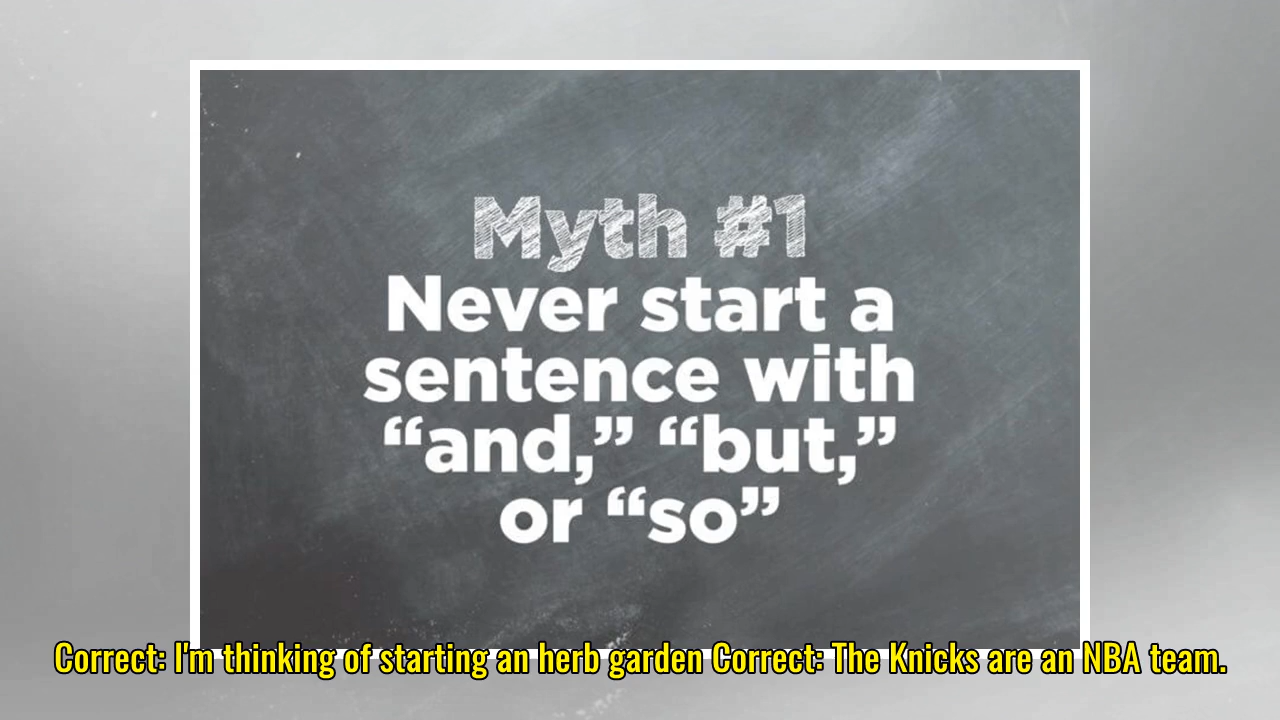 Myth #1
Never start a
sentence with
“and,” “but,”
or “so”
Correct: I'm thinking of starting an herb garden Correct: The Knicks are an NBA team.